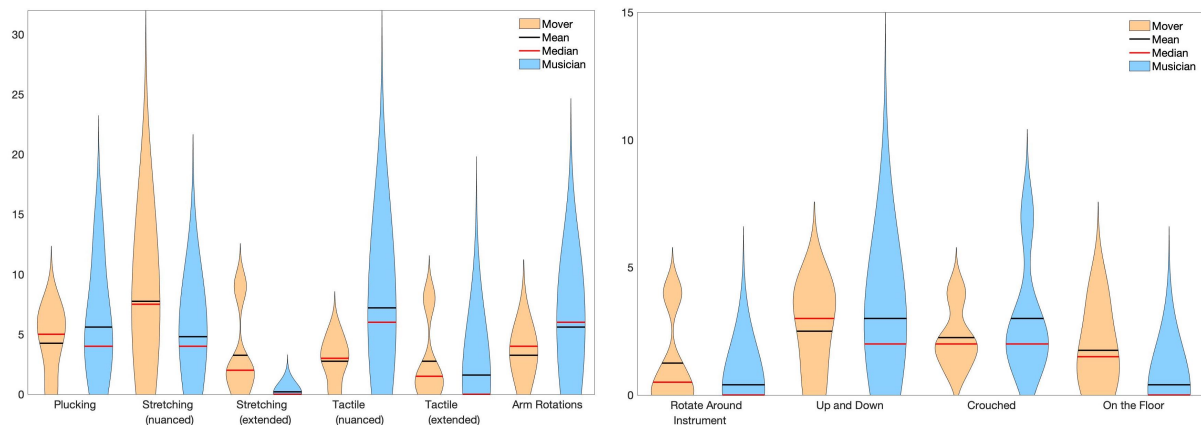 30
25
20
15
10
5
0
Mover
Mean
Median
Musician
Plucking
Stretching
(nuanced)
Stretching
(extended)
Tactile
(nuanced)
Tactile
(extended)
Arm Rotations
15
10
5
0
Mover
Mean
Median
Musician
Rotate Around
Instrument
Up and Down
Crouched
On the Floor